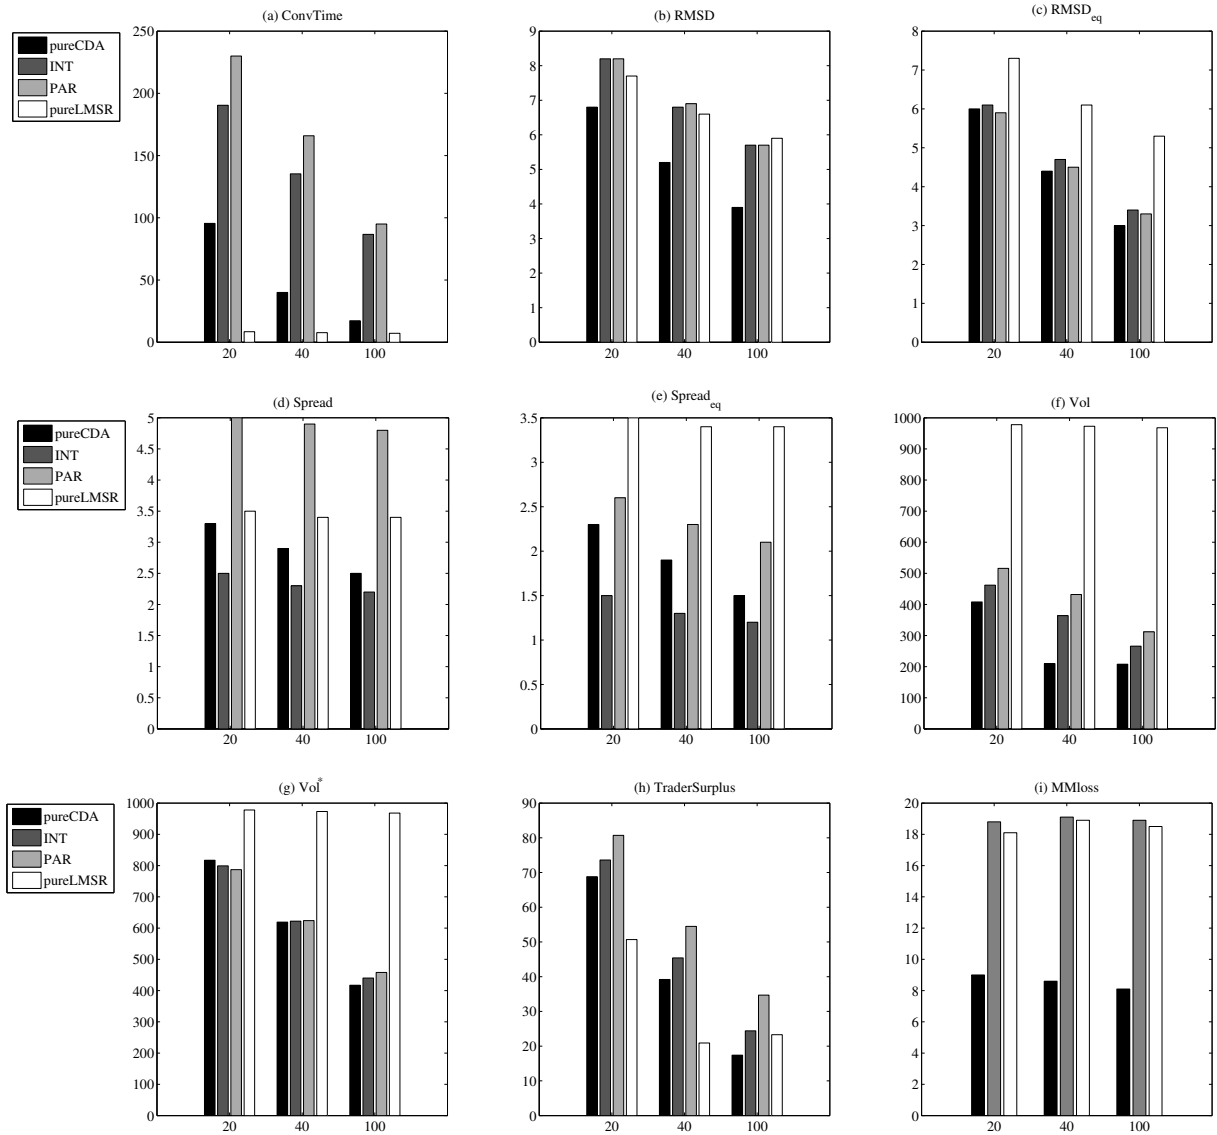 (a) ConvTime
250
200
150
100
50
0
20 40 100
pureCDA
INT
PAR
pureLMSR
(b) RMSD
9
8
7
6
5
4
3
2
1
0
20 40 100
(c) RMSD_eq
8
7
6
5
4
3
2
1
0
20 40 100
(d) Spread
5
4.5
4
3.5
3
2.5
2
1.5
1
0.5
0
20 40 100
pureCDA
INT
PAR
pureLMSR
(e) Spread_eq
3.5
3
2.5
2
1.5
1
0.5
0
20 40 100
(f) Vol
1000
900
800
700
600
500
400
300
200
100
0
20 40 100
(g) Vol*
1000
900
800
700
600
500
400
300
200
100
0
20 40 100
pureCDA
INT
PAR
pureLMSR
(h) TraderSurplus
90
80
70
60
50
40
30
20
10
0
20 40 100
(i) MMloss
20
18
16
14
12
10
8
6
4
2
0
20 40 100